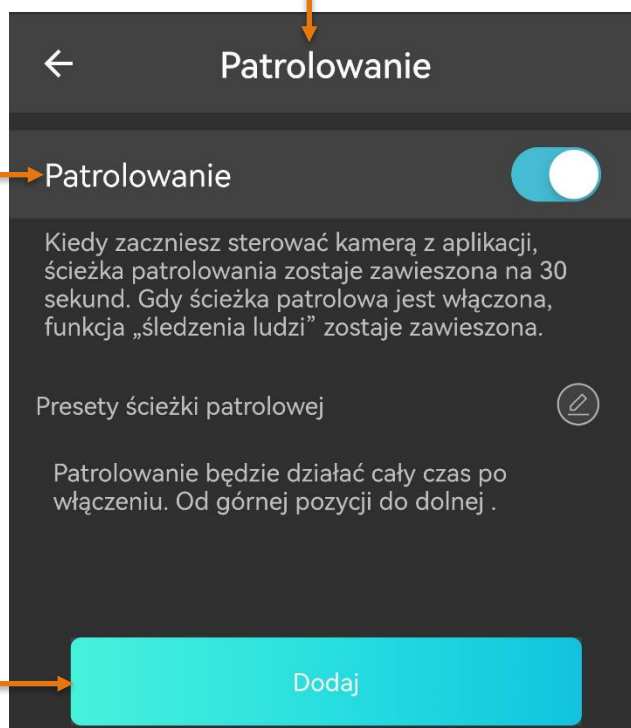 Patrolowanie
Patrolowanie
Kiedy zaczniesz sterować kamerą z aplikacji,
ścieżka patrolowania zostaje zawieszona na 30
sekund. Gdy ścieżka patrolowa jest włączona,
funkcja „śledzenia ludzi” zostaje zawieszona.
Presety ścieżki patrolowej
Patrolowanie będzie działać cały czas po
włączeniu. Od górnej pozycji do dolnej .
Dodaj